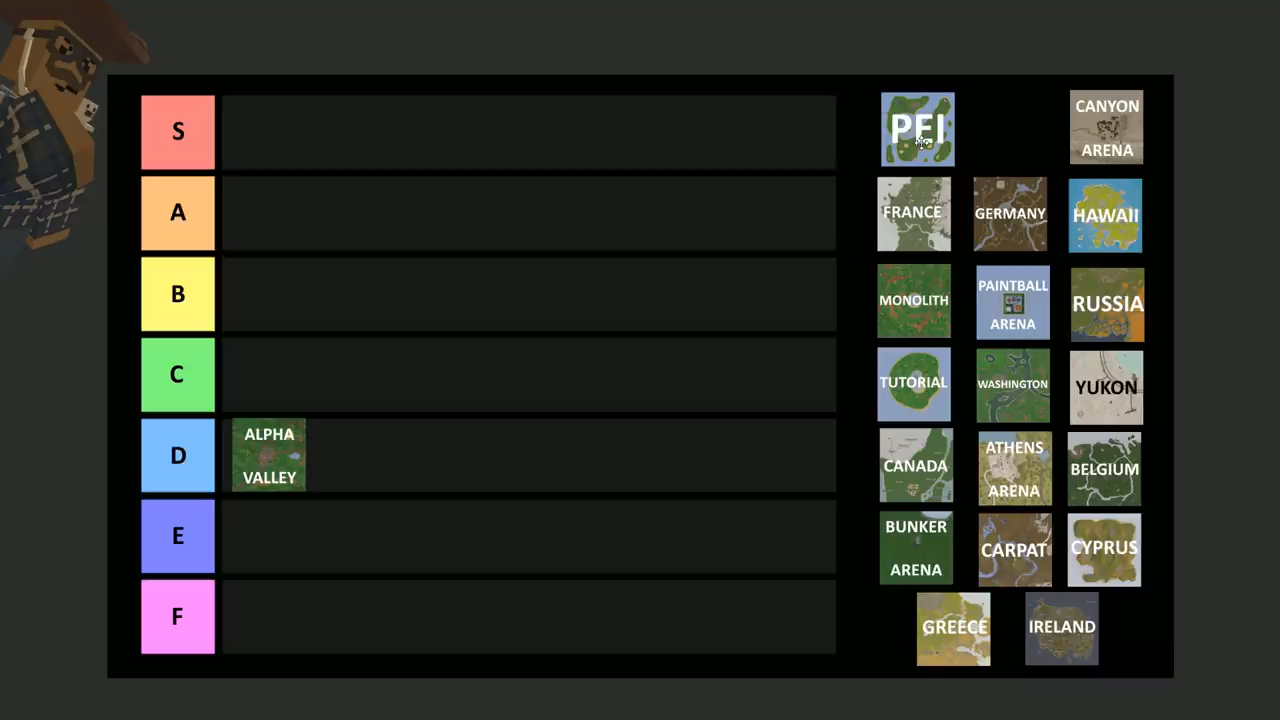 S
A
B
C
D
E
F
ALPHA
VALLEY
PEI
CANYON
ARENA
FRANCE
GERMANY
HAWAII
MONOLITH
PAINTBALL
ARENA
RUSSIA
TUTORIAL
WASHINGTON
YUKON
CANADA
ATHENS
ARENA
BELGIUM
BUNKER
ARENA
CARPAT
CYPRUS
GREECE
IRELAND